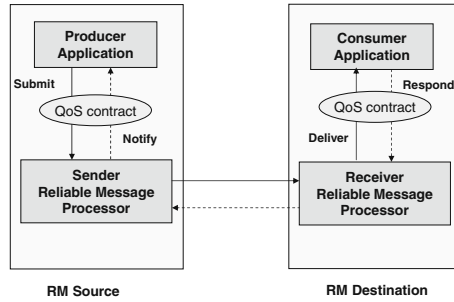 Producer
Application
Submit
QoS contract
Notify
Sender
Reliable Message
Processor
RM Source
Consumer
Application
Respond
QoS contract
Deliver
Receiver
Reliable Message
Processor
RM Destination